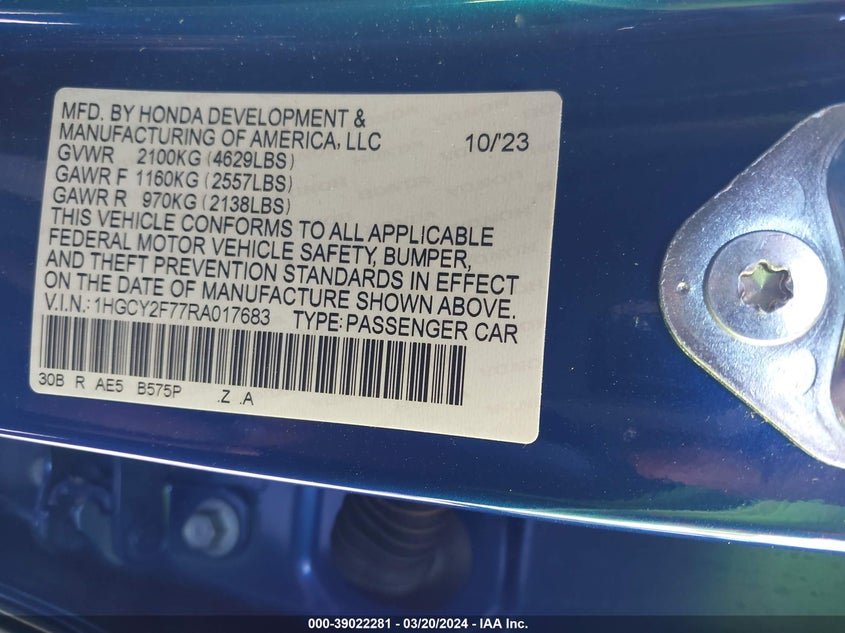 MFD. BY HONDA DEVELOPMENT &
MANUFACTURING OF AMERICA, LLC 10/'23
GVWR 2100KG (4629LBS)
GAWR F 1160KG (2557LBS)
GAWR R 970KG (2138LBS)
THIS VEHICLE CONFORMS TO ALL APPLICABLE
FEDERAL MOTOR VEHICLE SAFETY, BUMPER,
AND THEFT PREVENTION STANDARDS IN EFFECT
ON THE DATE OF MANUFACTURE SHOWN ABOVE.
V.I.N.: 1HGCY2F77RA017683 TYPE: PASSENGER CAR
30B R AE5 B575P .Z .A
000-39022281 - 03/20/2024 - IAA Inc.